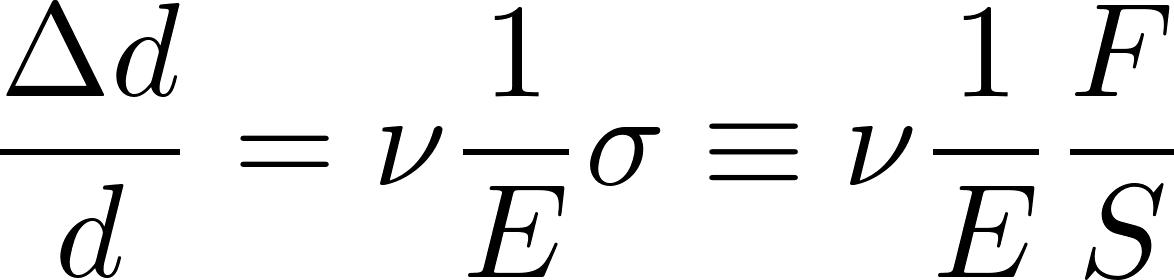 Δd/d = ν 1/E σ ≡ ν 1/E F/S